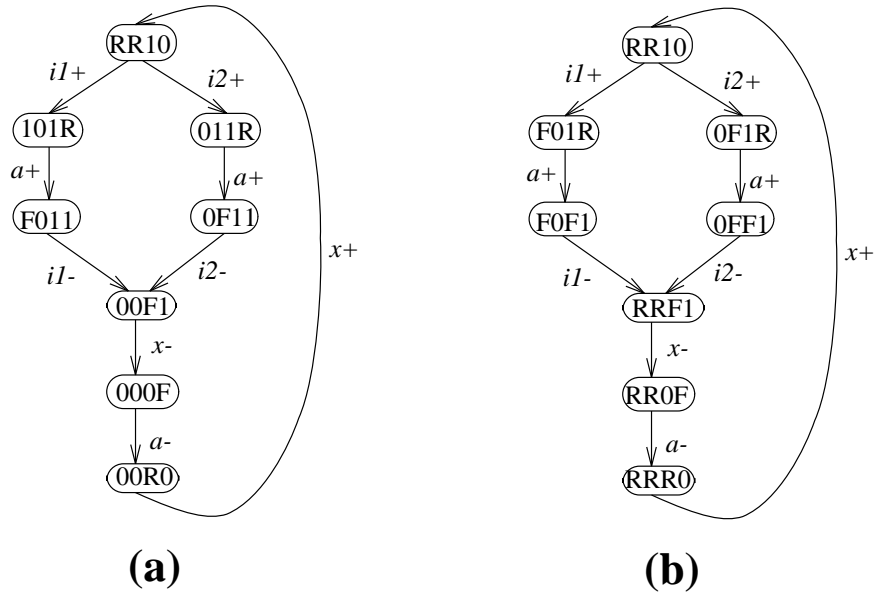 RR10
i1+
i2+
101R
011R
a+
a+
F011
0F11
i1-
i2-
x+
00F1
x-
000F
a-
00R0
(a)
RR10
i1+
i2+
F01R
0F1R
a+
a+
F0F1
0FF1
i1-
i2-
x+
RRF1
x-
RR0F
a-
RRR0
(b)